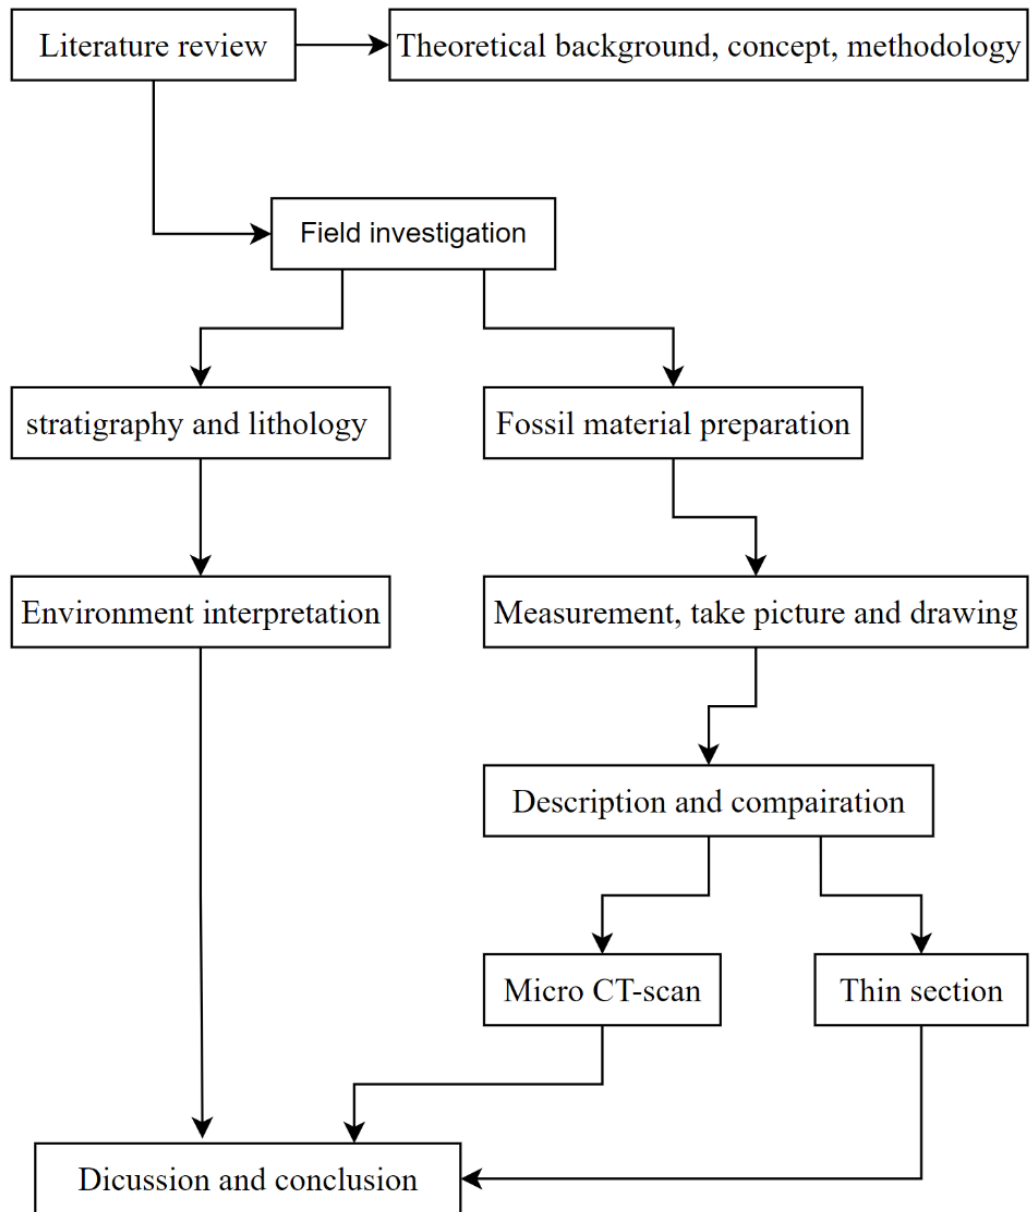 Literature review
Theoretical background, concept, methodology
Field investigation
stratigraphy and lithology
Fossil material preparation
Environment interpretation
Measurement, take picture and drawing
Description and compairation
Micro CT-scan
Thin section
Dicussion and conclusion